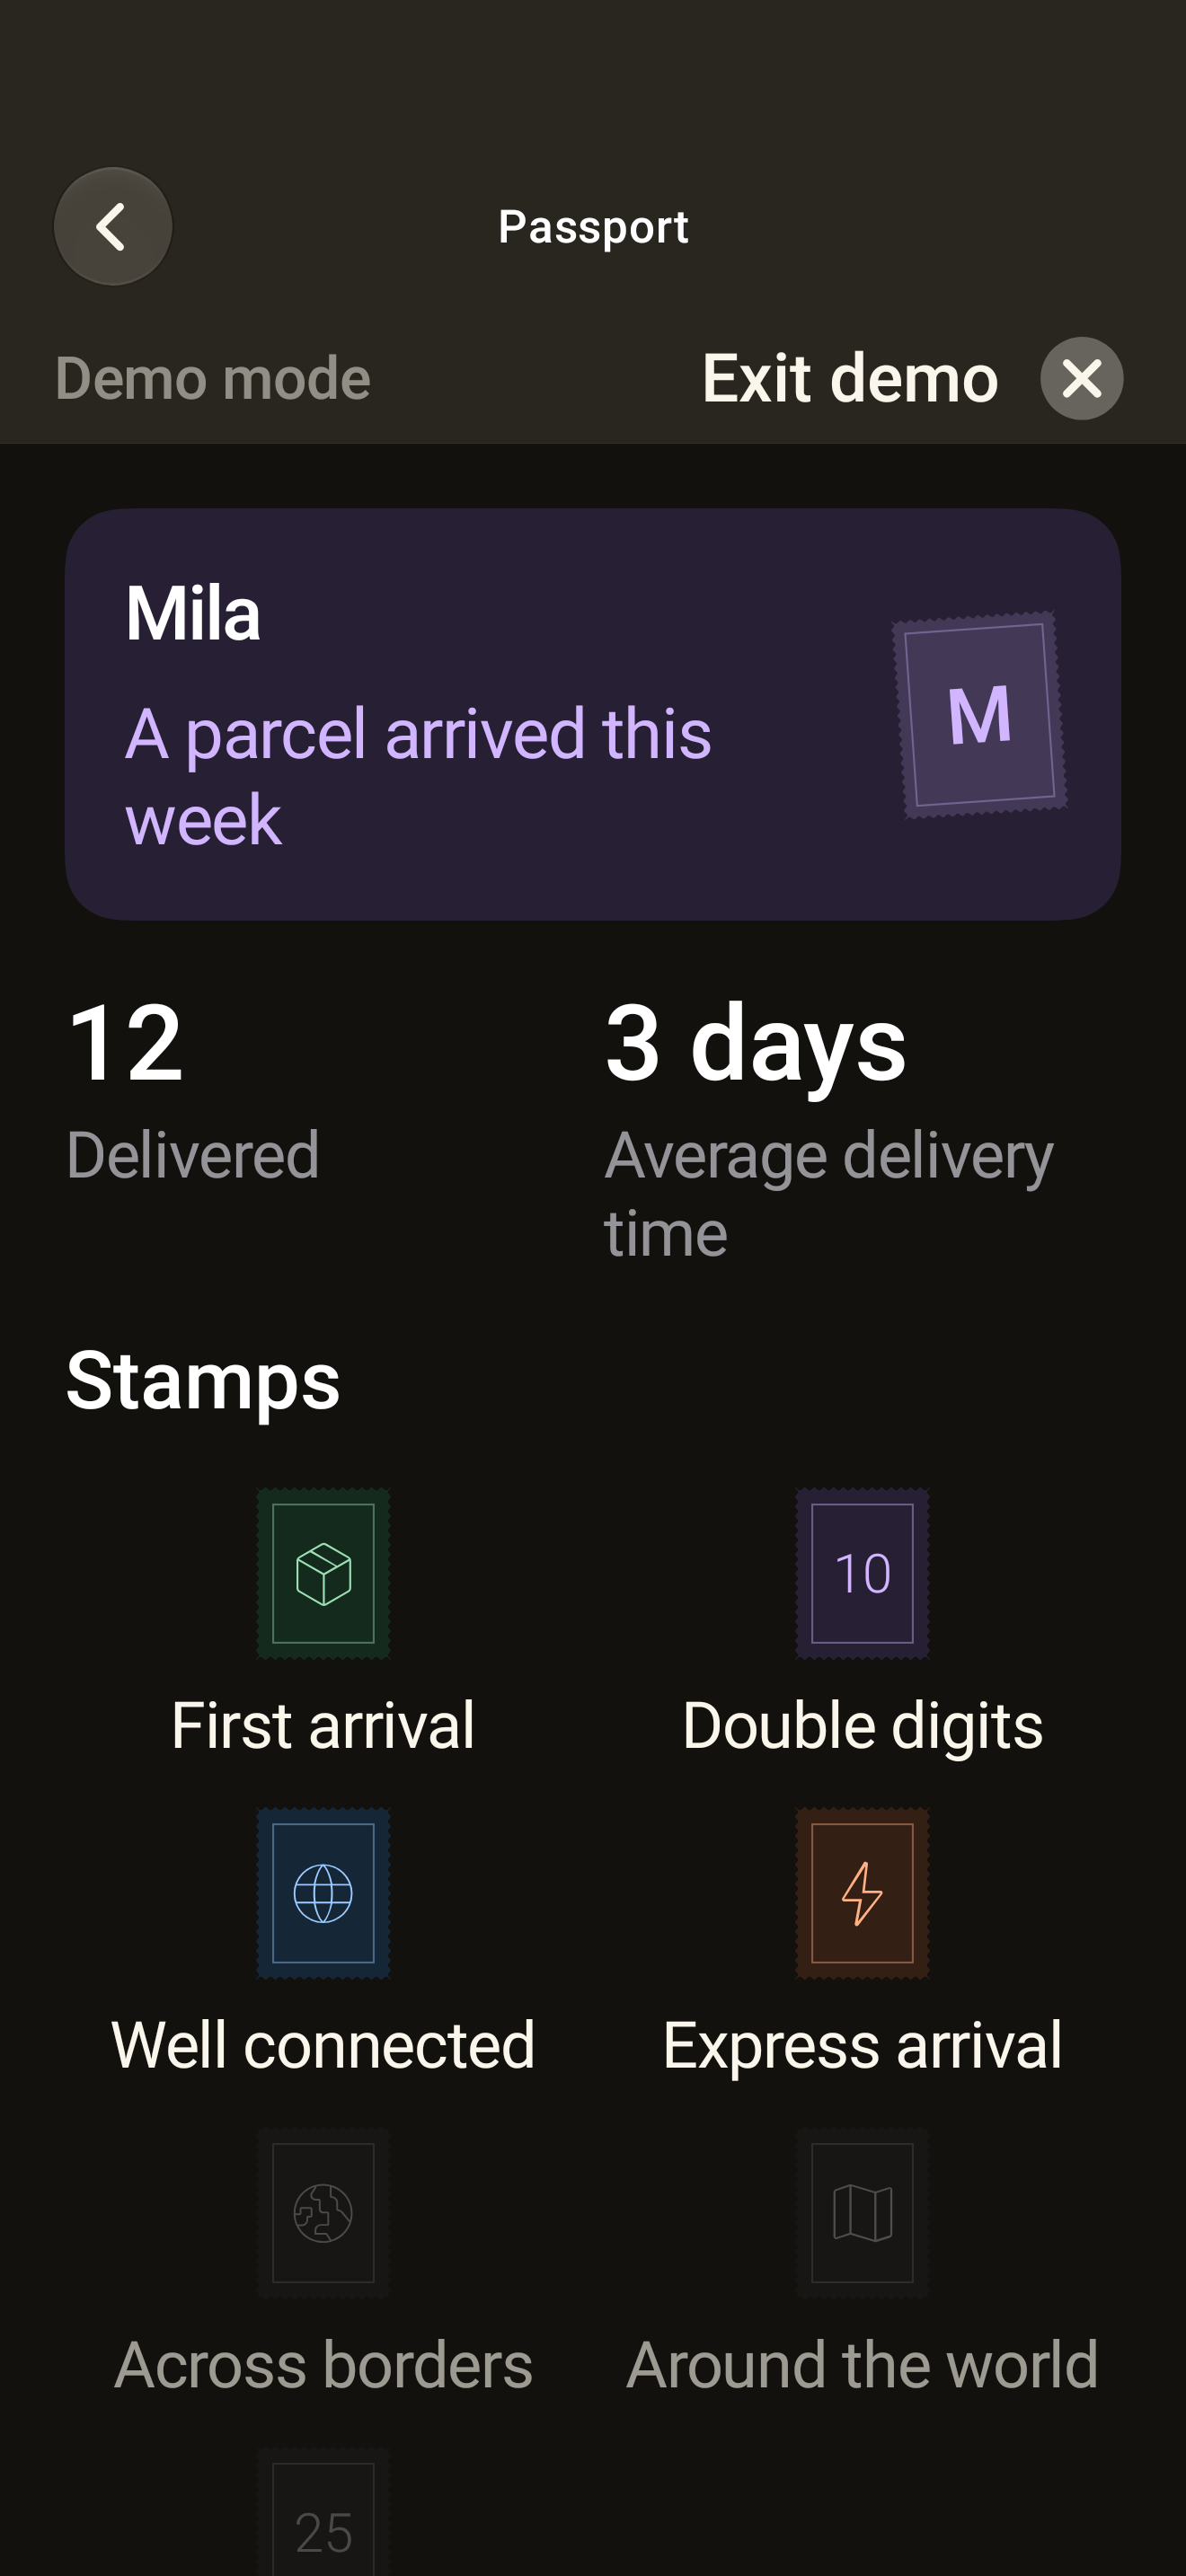 Passport
Demo mode
Exit demo
Mila
A parcel arrived this
week
M
12
Delivered
3 days
Average delivery
time
Stamps
10
First arrival
Double digits
Well connected
Express arrival
Across borders
Around the world
25